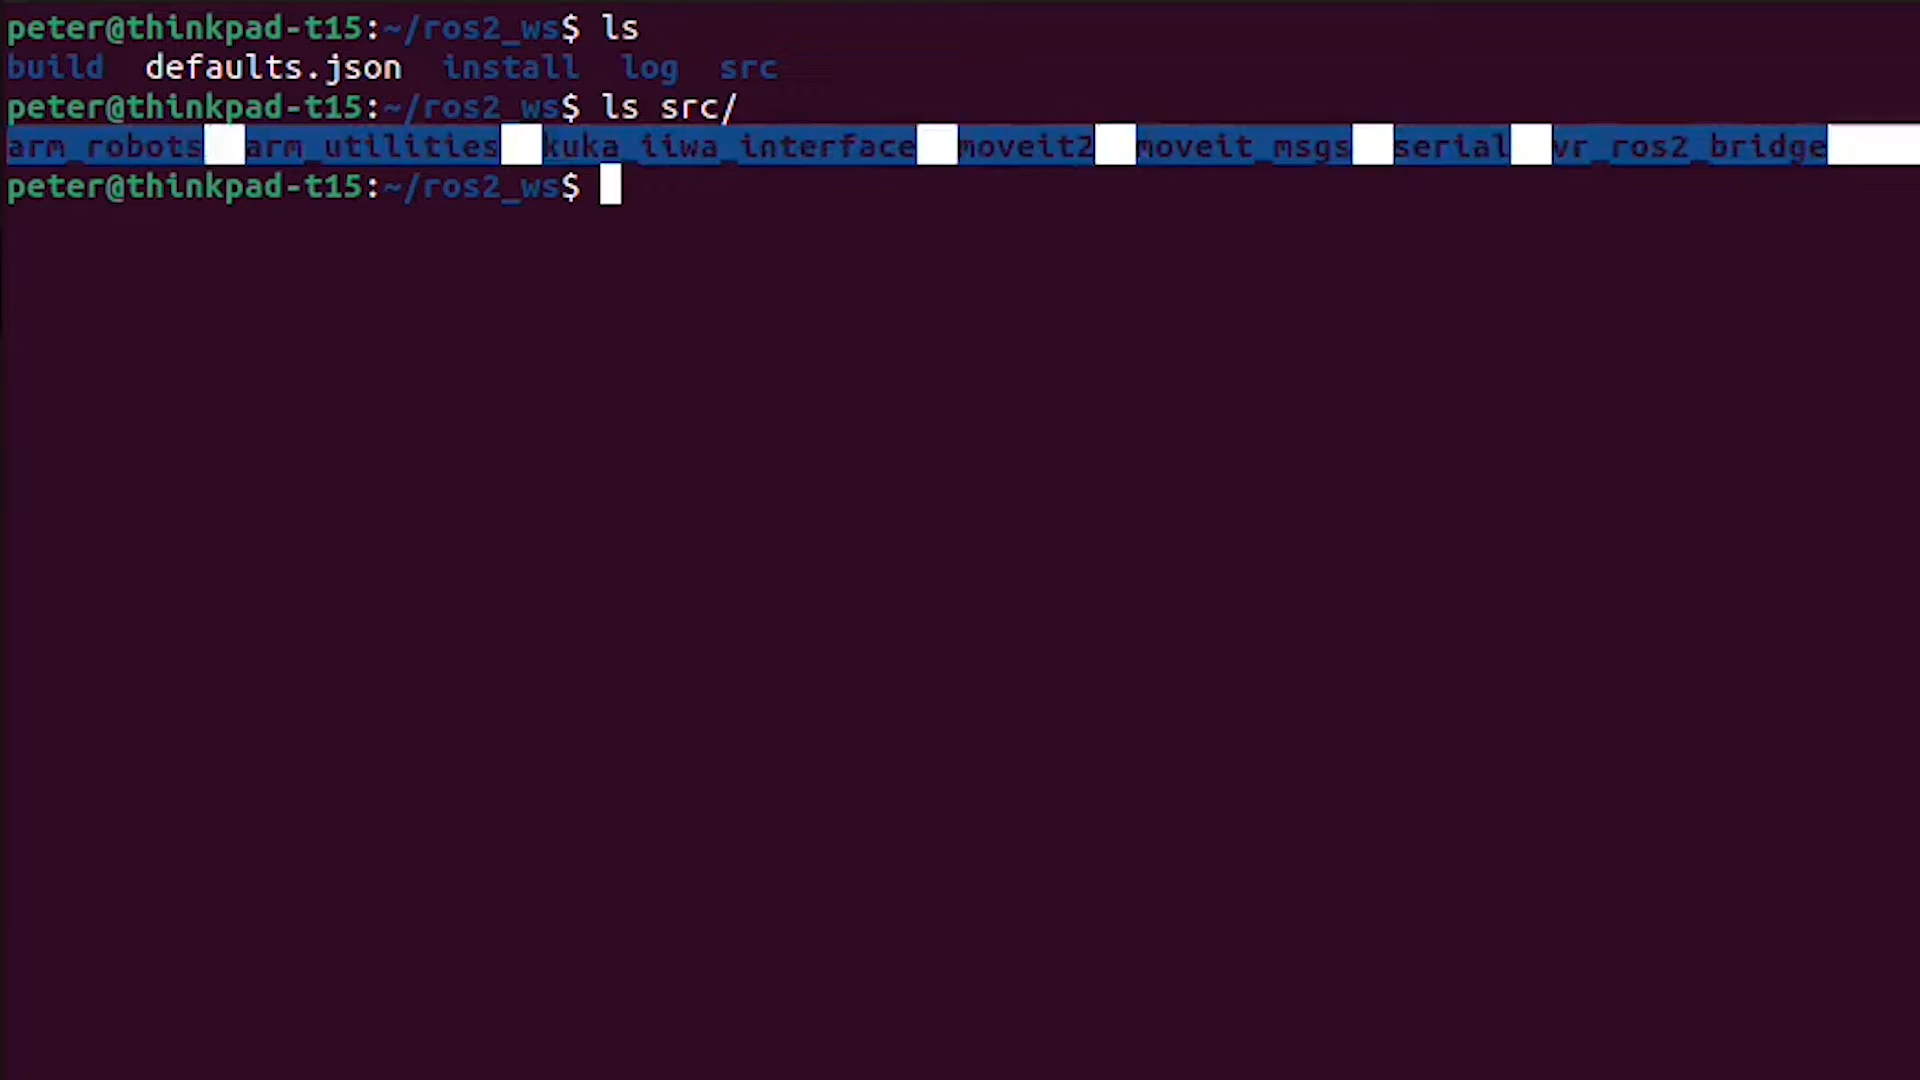 peter@thinkpad-t15:~/ros2_ws$ ls
build  defaults.json  install  log  src
peter@thinkpad-t15:~/ros2_ws$ ls src/
arm_robots  arm_utilities  kuka_iiwa_interface  moveit2  moveit_msgs  serial  vr_ros2_bridge
peter@thinkpad-t15:~/ros2_ws$